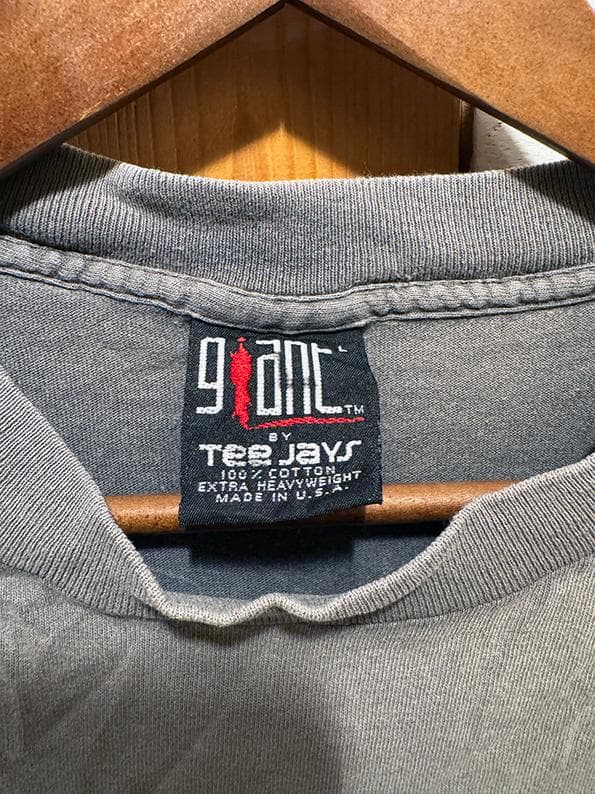 giant L
TM
BY
Tee Jays
100% COTTON
EXTRA HEAVYWEIGHT
MADE IN U.S.A.